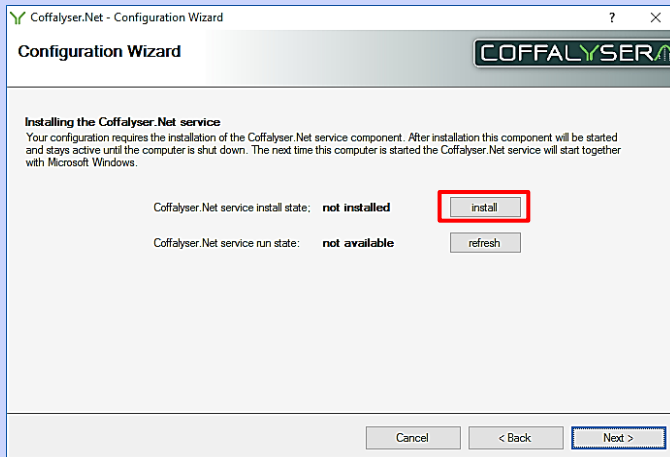 Coffalyser.Net - Configuration Wizard
Configuration Wizard
COFFALYSER
Installing the Coffalyser.Net service
Your configuration requires the installation of the Coffalyser.Net service component. After installation this component will be started
and stays active until the computer is shut down. The next time this computer is started the Coffalyser.Net service will start together
with Microsoft Windows.
Coffalyser.Net service install state; not installed install
Coffalyser.Net service run state: not available refresh
Cancel < Back Next >